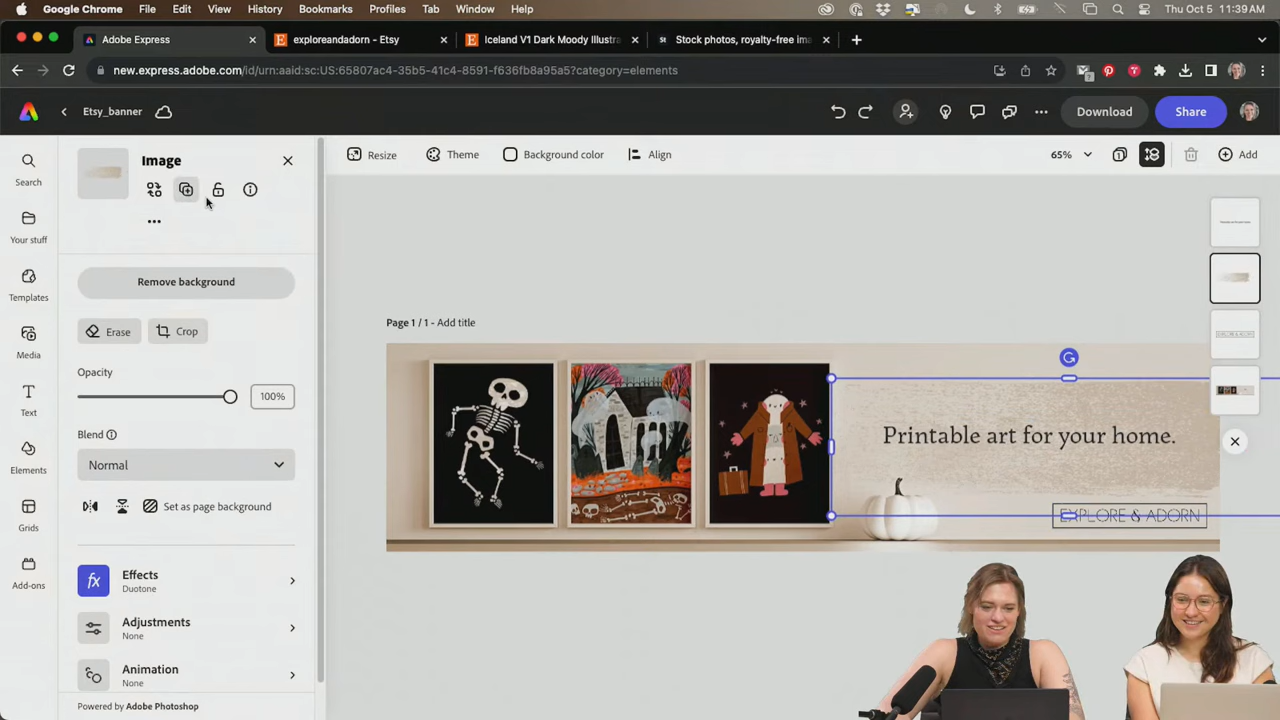 Google Chrome File Edit View History Bookmarks Profiles Tab Window Help Thu Oct 5 11:39 AM
Adobe Express exploreandadorn - Etsy Iceland V1 Dark Moody Illustra Stock photos, royalty-free ima
new.express.adobe.com/id/urn:aaid:sc:US:65807ac4-35b5-41c4-8591-f636fb8a95a5?category=elements
Etsy_banner Download Share
Search
Your stuff
Templates
Media
Text
Elements
Grids
Add-ons
Image
Remove background
Erase Crop
Opacity
100%
Blend
Normal
Set as page background
Effects
Duotone
Adjustments
None
Animation
None
Powered by Adobe Photoshop
Resize Theme Background color Align 65% 1 Add
Page 1 / 1 - Add title
Printable art for your home.
EXPLORE & ADORN